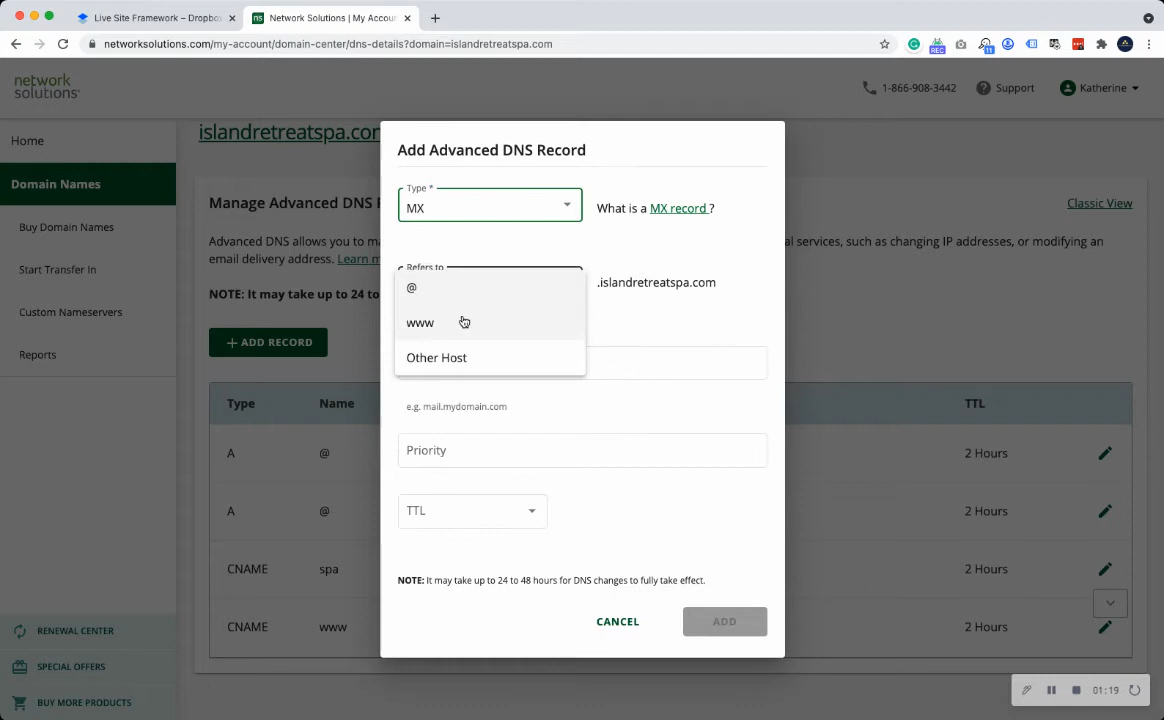 Live Site Framework – Dropbox
Network Solutions | My Account
networksolutions.com/my-account/domain-center/dns-details?domain=islandretreatspa.com
REC
11
network
solutions
1-866-908-3442
Support
Katherine
Home
Domain Names
Buy Domain Names
Start Transfer In
Custom Nameservers
Reports
RENEWAL CENTER
SPECIAL OFFERS
BUY MORE PRODUCTS
islandretreatspa.com
Manage Advanced DNS R
Classic View
Advanced DNS allows you to ma
al services, such as changing IP addresses, or modifying an
email delivery address. Learn m
NOTE: It may take up to 24 to
+ ADD RECORD
Type Name TTL
A @ 2 Hours
A @ 2 Hours
CNAME spa 2 Hours
CNAME www 2 Hours
Add Advanced DNS Record
Type *
MX
What is a MX record ?
Refers to
.islandretreatspa.com
@
www
Other Host
e.g. mail.mydomain.com
Priority
TTL
NOTE: It may take up to 24 to 48 hours for DNS changes to fully take effect.
CANCEL
ADD
01:19